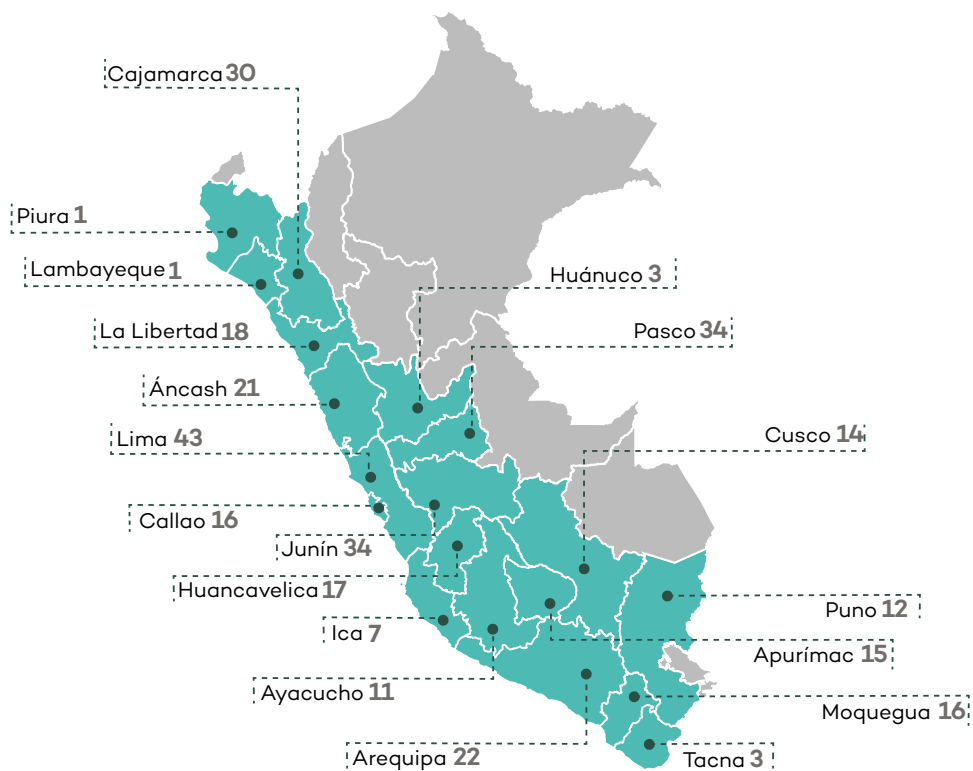 Cajamarca 30
Piura 1
Lambayeque 1
Huánuco 3
La Libertad 18
Pasco 34
Áncash 21
Lima 43
Cusco 14
Callao 16
Junín 34
Huancavelica 17
Puno 12
Ica 7
Apurímac 15
Ayacucho 11
Moquegua 16
Arequipa 22
Tacna 3